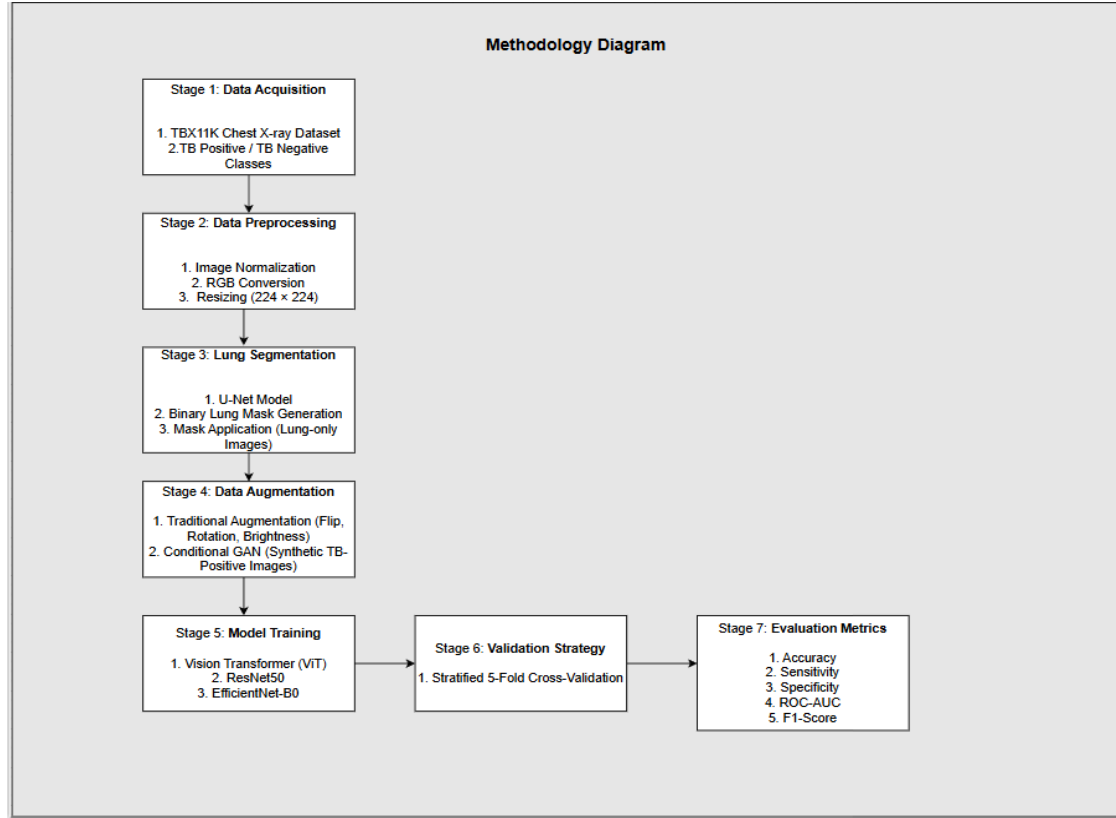 Methodology Diagram
Stage 1: Data Acquisition
1. TBX11K Chest X-ray Dataset
2.TB Positive / TB Negative
Classes
Stage 2: Data Preprocessing
1. Image Normalization
2. RGB Conversion
3. Resizing (224 × 224)
Stage 3: Lung Segmentation
1. U-Net Model
2. Binary Lung Mask Generation
3. Mask Application (Lung-only
Images)
Stage 4: Data Augmentation
1. Traditional Augmentation (Flip,
Rotation, Brightness)
2. Conditional GAN (Synthetic TB-
Positive Images)
Stage 5: Model Training
1. Vision Transformer (ViT)
2. ResNet50
3. EfficientNet-B0
Stage 6: Validation Strategy
1. Stratified 5-Fold Cross-Validation
Stage 7: Evaluation Metrics
1. Accuracy
2. Sensitivity
3. Specificity
4. ROC-AUC
5. F1-Score